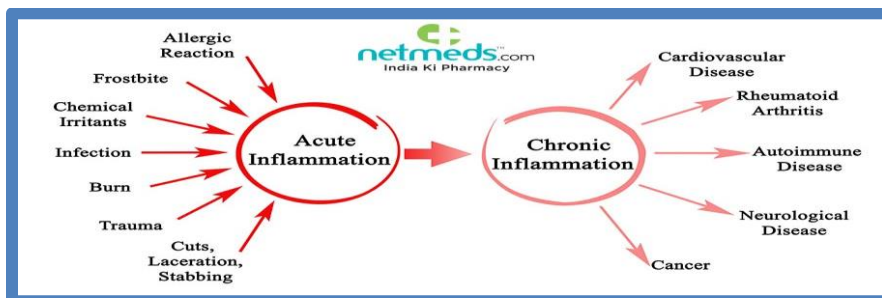 netmeds.com
India Ki Pharmacy
Allergic
Reaction
Frostbite
Chemical
Irritants
Infection
Burn
Trauma
Cuts,
Laceration,
Stabbing
Acute
Inflammation
Chronic
Inflammation
Cardiovascular
Disease
Rheumatoid
Arthritis
Autoimmune
Disease
Neurological
Disease
Cancer